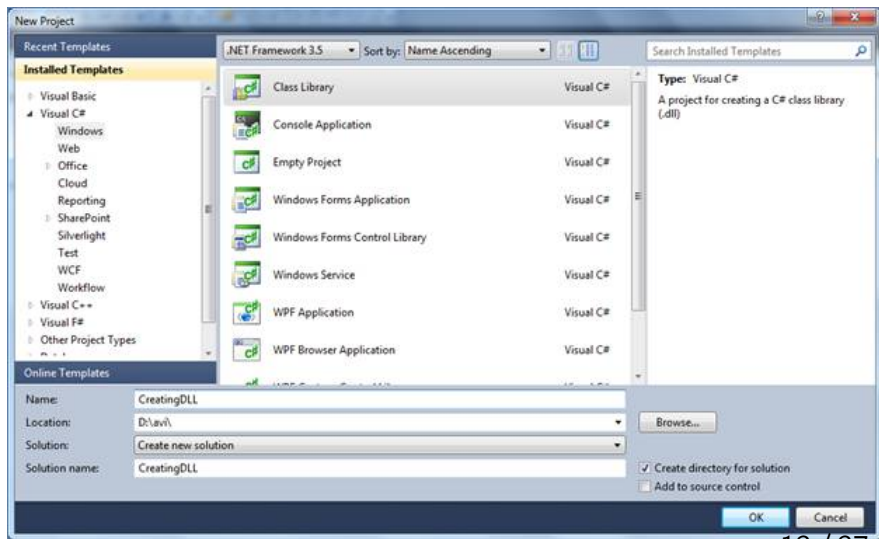 New Project
Recent Templates
Installed Templates
Visual Basic
Visual C#
Windows
Web
Office
Cloud
Reporting
SharePoint
Silverlight
Test
WCF
Workflow
Visual C++
Visual F#
Other Project Types
Online Templates
.NET Framework 3.5 Sort by: Name Ascending
Class Library Visual C#
Console Application Visual C#
Empty Project Visual C#
Windows Forms Application Visual C#
Windows Forms Control Library Visual C#
Windows Service Visual C#
WPF Application Visual C#
WPF Browser Application Visual C#
Search Installed Templates
Type: Visual C#
A project for creating a C# class library
(.dll)
Name: CreatingDLL
Location: D:\avi\ Browse...
Solution: Create new solution
Solution name: CreatingDLL
Create directory for solution
Add to source control
OK Cancel